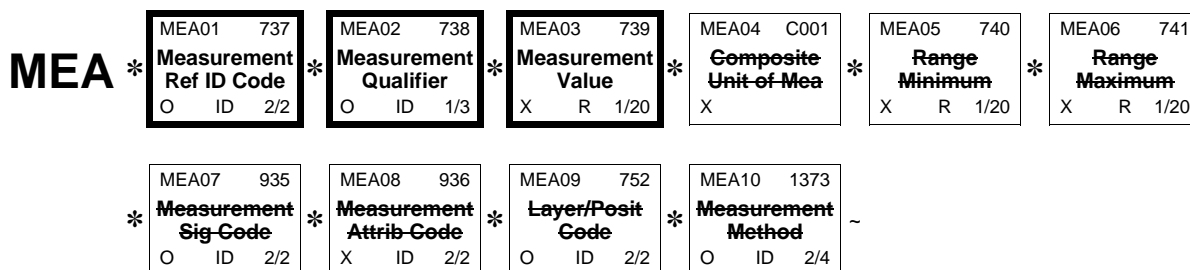 MEA01 737 MEA02 738 MEA03 739 MEA04 C001 MEA05 740 MEA06 741
MEA * Measurement * Measurement * Measurement * Composite * Range * Range
Ref ID Code Qualifier Value Unit of Mea Minimum Maximum
O ID 2/2 O ID 1/3 X R 1/20 X X R 1/20 X R 1/20
MEA07 935 MEA08 936 MEA09 752 MEA10 1373
* Measurement * Measurement * Layer/Posit * Measurement ~
Sig Code Attrib Code Code Method
O ID 2/2 X ID 2/2 O ID 2/2 O ID 2/4